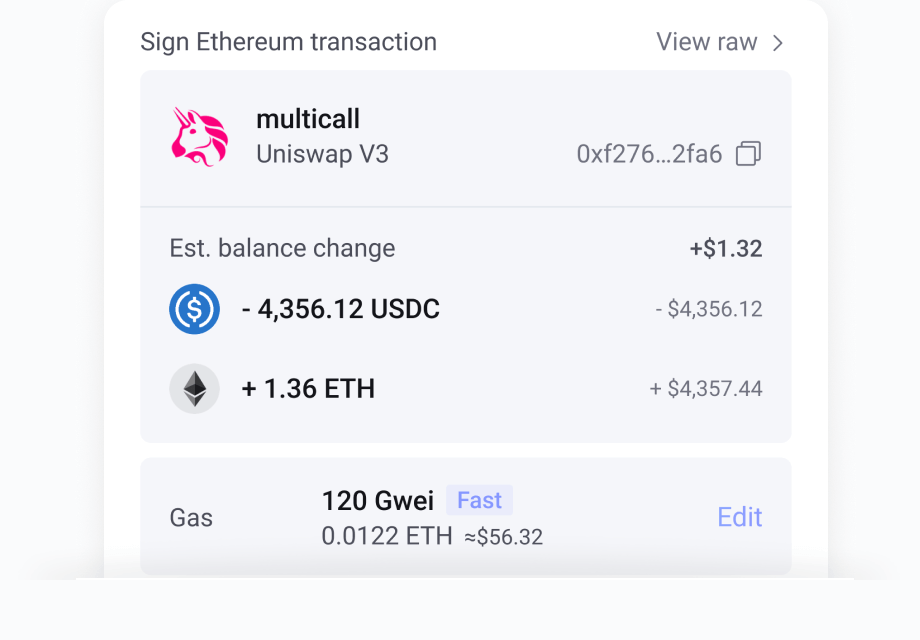 Sign Ethereum transaction View raw
multicall
Uniswap V3 0xf276...2fa6
Est. balance change +$1.32
- 4,356.12 USDC - $4,356.12
+ 1.36 ETH + $4,357.44
120 Gwei Fast
Gas Edit
0.0122 ETH ≈$56.32